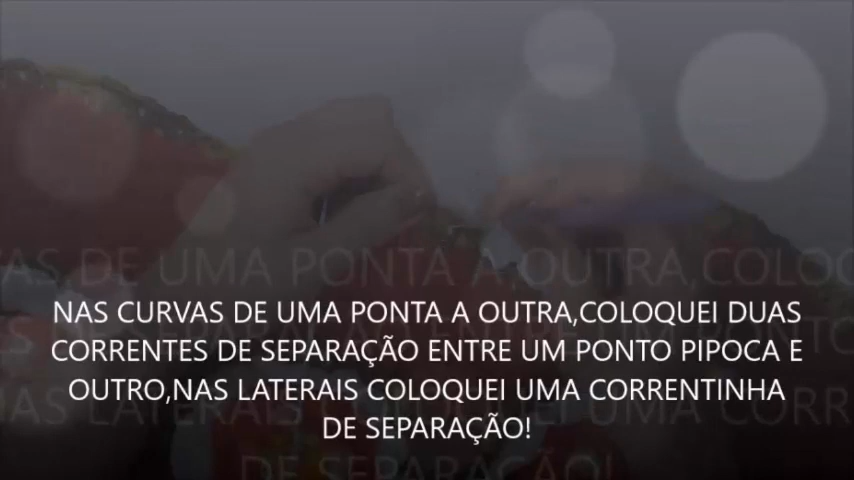 NAS CURVAS DE UMA PONTA A OUTRA,COLOQUEI DUAS
CORRENTES DE SEPARAÇÃO ENTRE UM PONTO PIPOCA E
OUTRO,NAS LATERAIS COLOQUEI UMA CORRENTINHA
DE SEPARAÇÃO!